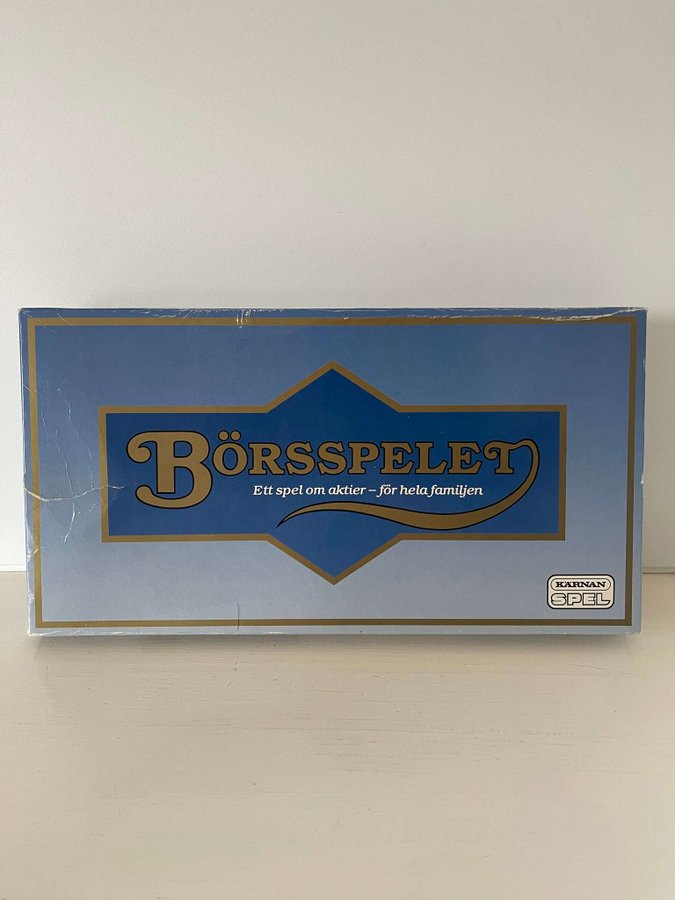 BÖRSSPELET
Ett spel om aktier – för hela familjen
KÄRNAN
SPEL